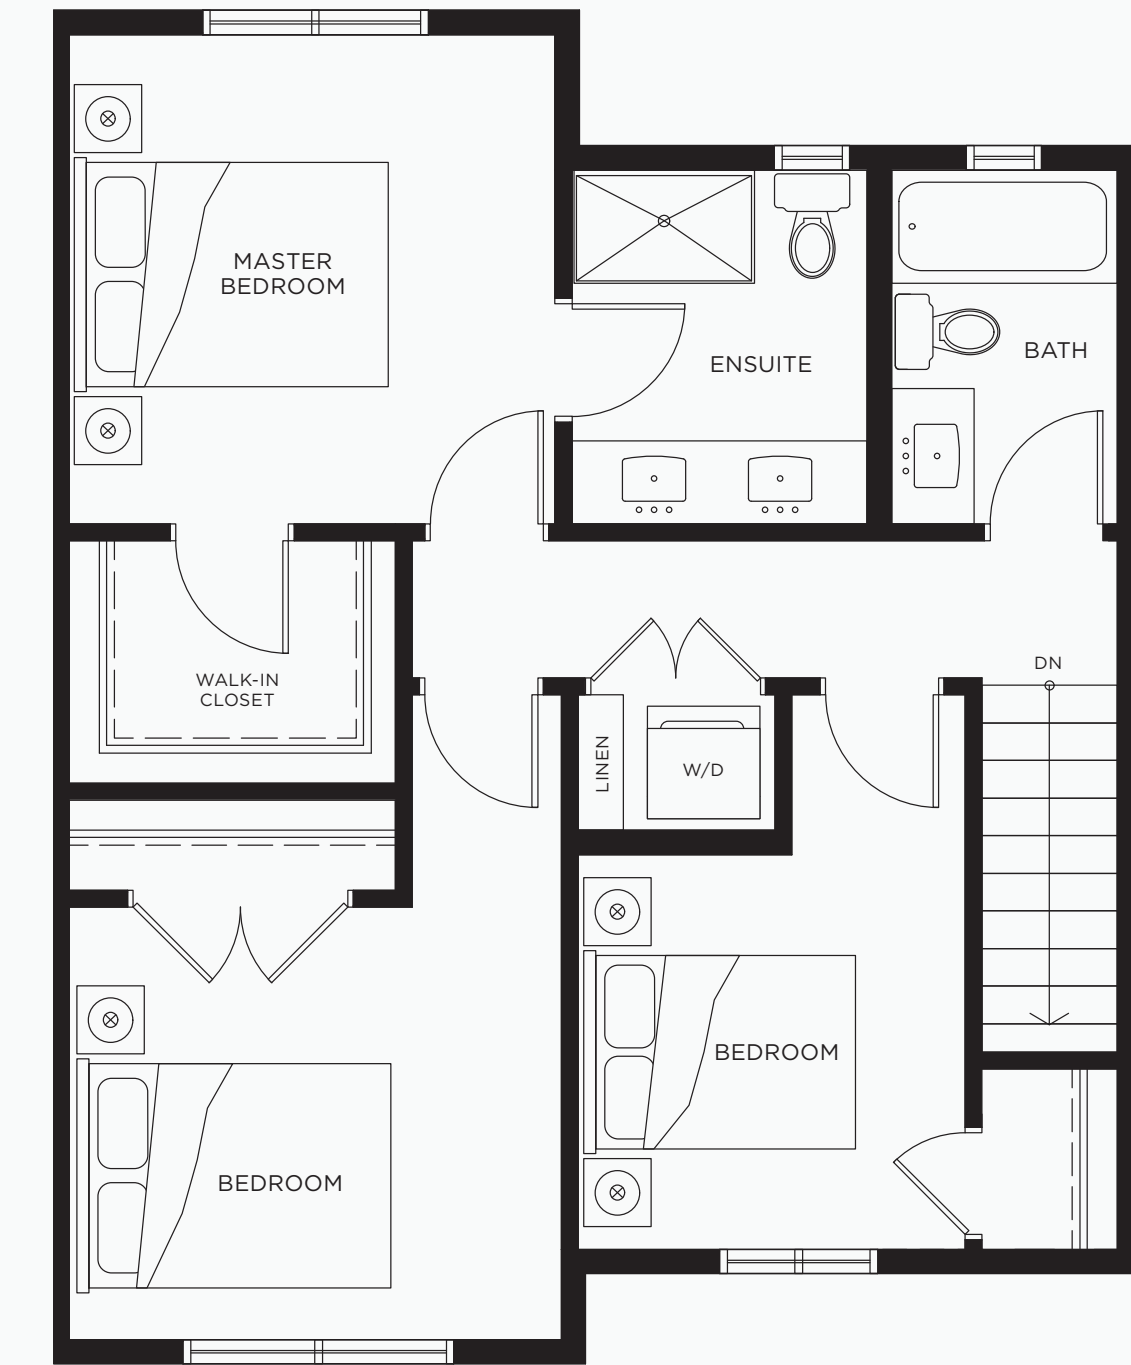 MASTER
BEDROOM
ENSUITE
BATH
WALK-IN
CLOSET
DN
LINEN
W/D
BEDROOM
BEDROOM